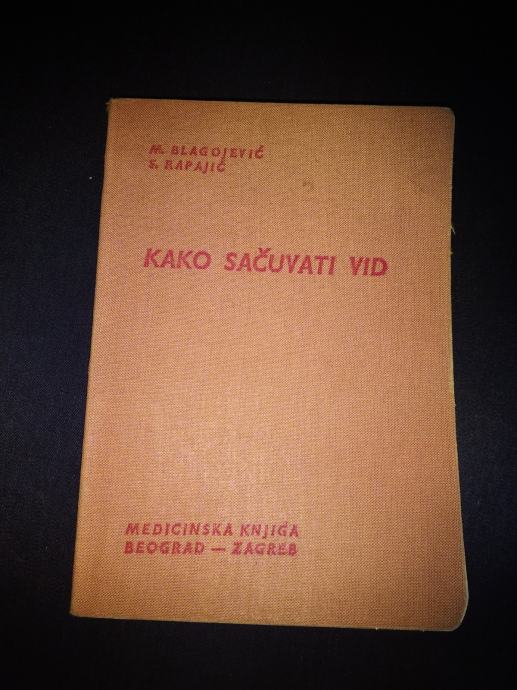 M. BLAGOJEVIĆ
S. RAPAJIĆ
KAKO SAČUVATI VID
MEDICINSKA KNJIGA
BEOGRAD — ZAGREB